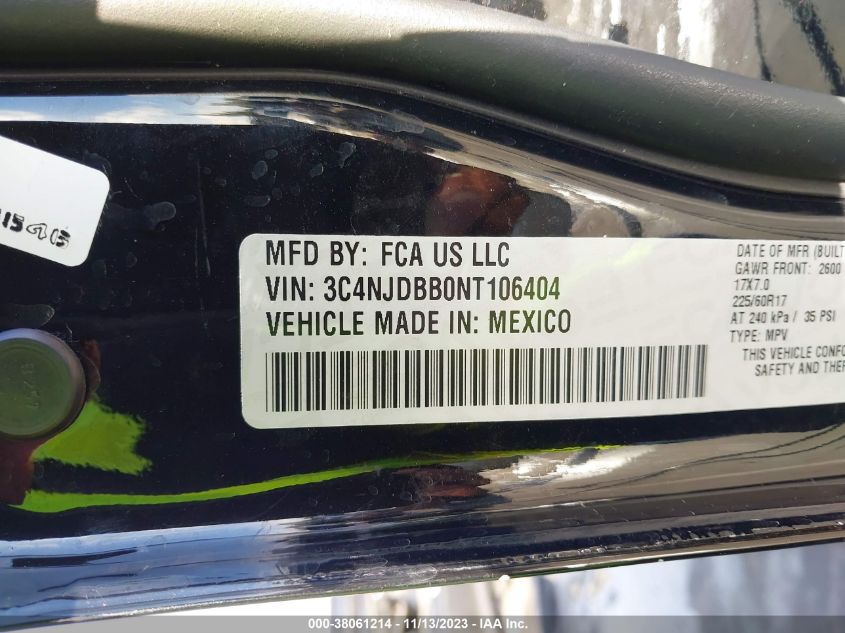 MFD BY: FCA US LLC
VIN: 3C4NJDBB0NT106404
VEHICLE MADE IN: MEXICO
DATE OF MFR (BUILT
GAWR FRONT: 2600
17X7.0
225/60R17
AT 240 kPa / 35 PSI
TYPE: MPV
THIS VEHICLE CONFO
SAFETY AND THEF
000-38061214 - 11/13/2023 - IAA Inc.